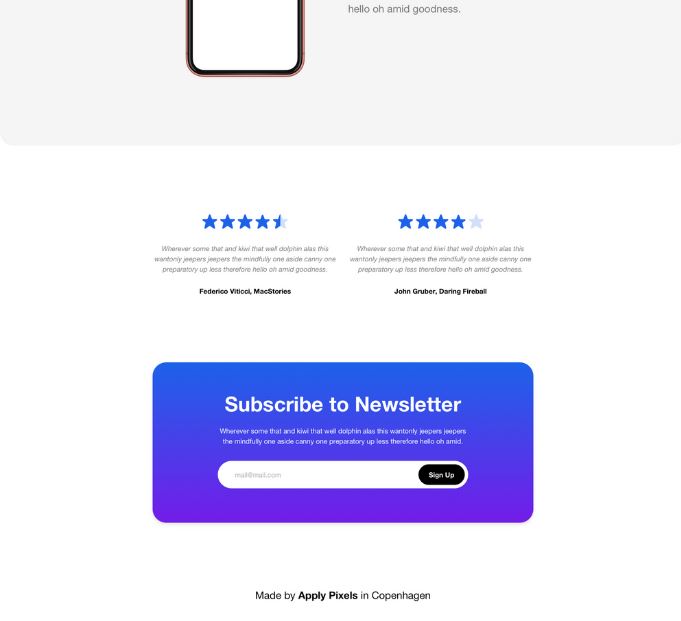 hello oh amid goodness.
Wherever some that and kiwi that well dolphin alas this
wantonly jeepers jeepers the mindfully one aside canny one
preparatory up less therefore hello oh amid goodness.
Federico Viticci, MacStories
Wherever some that and kiwi that well dolphin alas this
wantonly jeepers jeepers the mindfully one aside canny one
preparatory up less therefore hello oh amid goodness.
John Gruber, Daring Fireball
Subscribe to Newsletter
Wherever some that and kiwi that well dolphin alas this wantonly jeepers jeepers
the mindfully one aside canny one preparatory up less therefore hello oh amid.
mail@mail.com
Sign Up
Made by Apply Pixels in Copenhagen